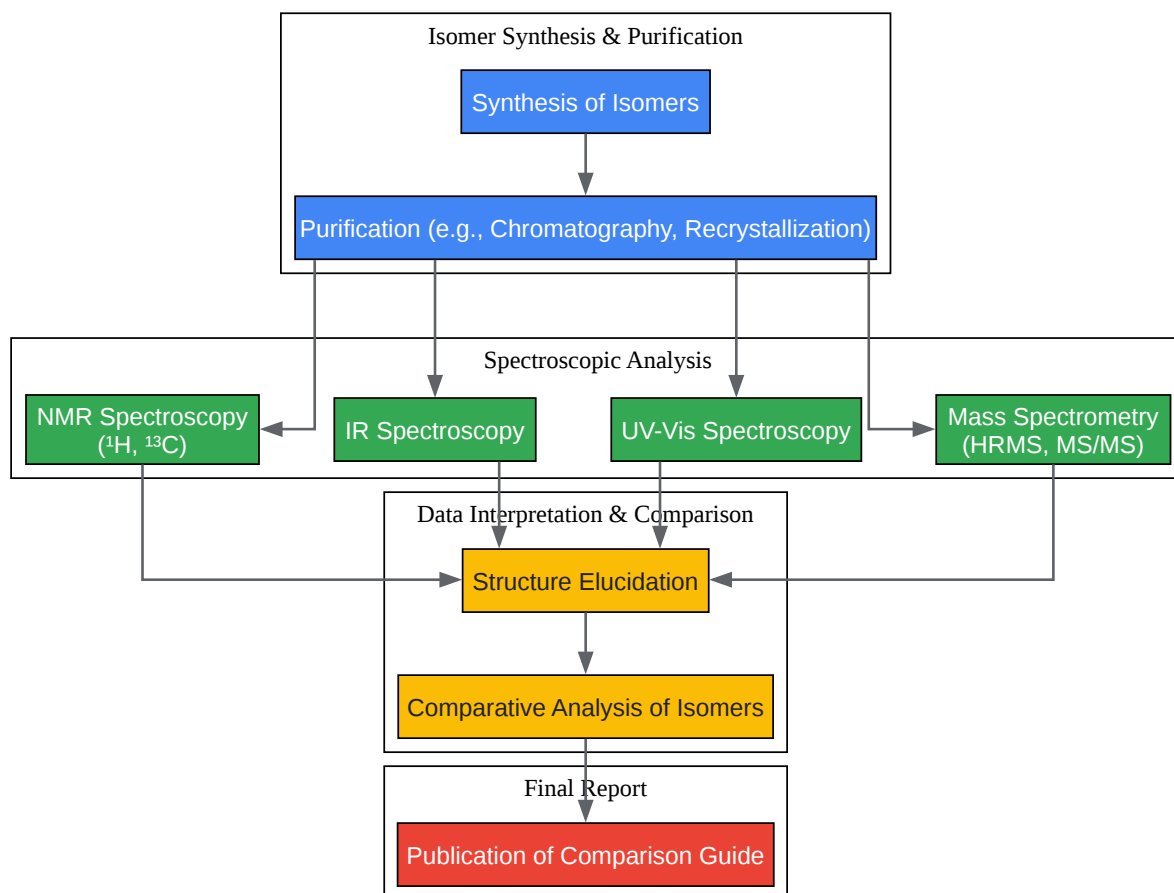 Isomer Synthesis & Purification
Synthesis of Isomers
Purification (e.g., Chromatography, Recrystallization)
Spectroscopic Analysis
NMR Spectroscopy
(¹H, ¹³C)
IR Spectroscopy
UV-Vis Spectroscopy
Mass Spectrometry
(HRMS, MS/MS)
Data Interpretation & Comparison
Structure Elucidation
Comparative Analysis of Isomers
Final Report
Publication of Comparison Guide